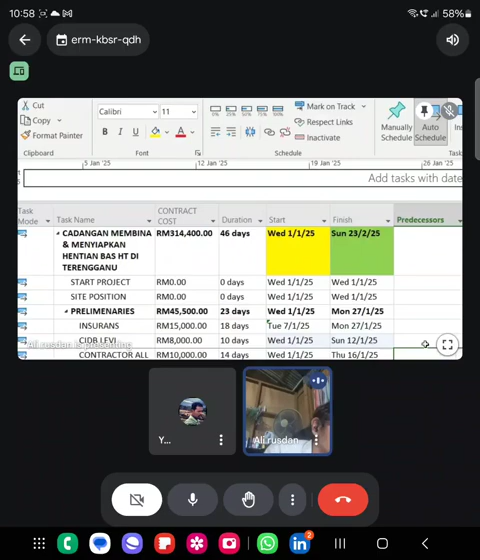 10:58
58%
erm-kbsr-qdh
Cut
Copy
Format Painter
Clipboard
Calibri
11
B I U
A
Font
0% 25% 50% 75% 100%
Mark on Track
Respect Links
Inactivate
Schedule
Manually
Schedule
Auto
Schedule
Ins
Task
5 Jan '25
12 Jan '25
19 Jan '25
26 Jan '25
Add tasks with date
Task Mode Task Name CONTRACT COST Duration Start Finish Predecessors
CADANGAN MEMBINA RM314,400.00 46 days Wed 1/1/25 Sun 23/2/25
& MENYIAPKAN
HENTIAN BAS HT DI
TERENGGANU
START PROJECT RM0.00 0 days Wed 1/1/25 Wed 1/1/25
SITE POSITION RM0.00 0 days Wed 1/1/25 Wed 1/1/25
PRELIMENARIES RM45,500.00 23 days Wed 1/1/25 Mon 27/1/25
INSURANS RM15,000.00 18 days Tue 7/1/25 Mon 27/1/25
CIDB LEVI RM8,000.00 10 days Wed 1/1/25 Sun 12/1/25
Ali rusdan is presenting
CONTRACTOR ALL RM10,000.00 14 days Wed 1/1/25 Thu 16/1/25
Y...
Ali rusdan
2